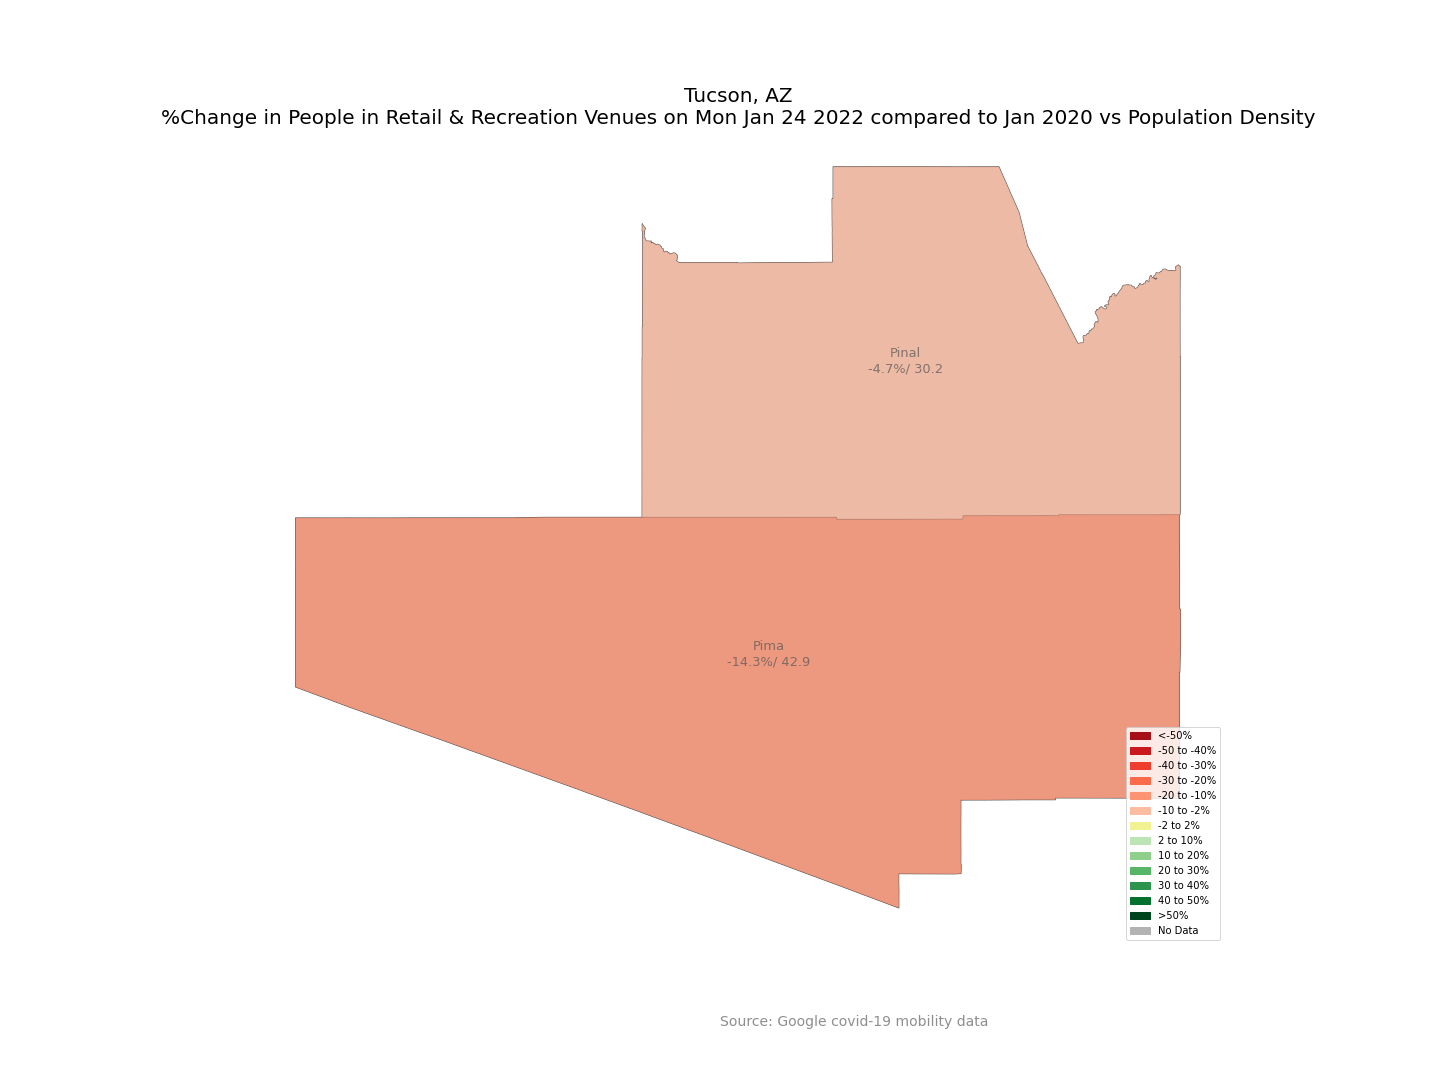 Tucson, AZ
%Change in People in Retail & Recreation Venues on Mon Jan 24 2022 compared to Jan 2020 vs Population Density
Pinal
-4.7%/ 30.2
Pima
-14.3%/ 42.9
<-50%
-50 to -40%
-40 to -30%
-30 to -20%
-20 to -10%
-10 to -2%
-2 to 2%
2 to 10%
10 to 20%
20 to 30%
30 to 40%
40 to 50%
>50%
No Data
Source: Google covid-19 mobility data